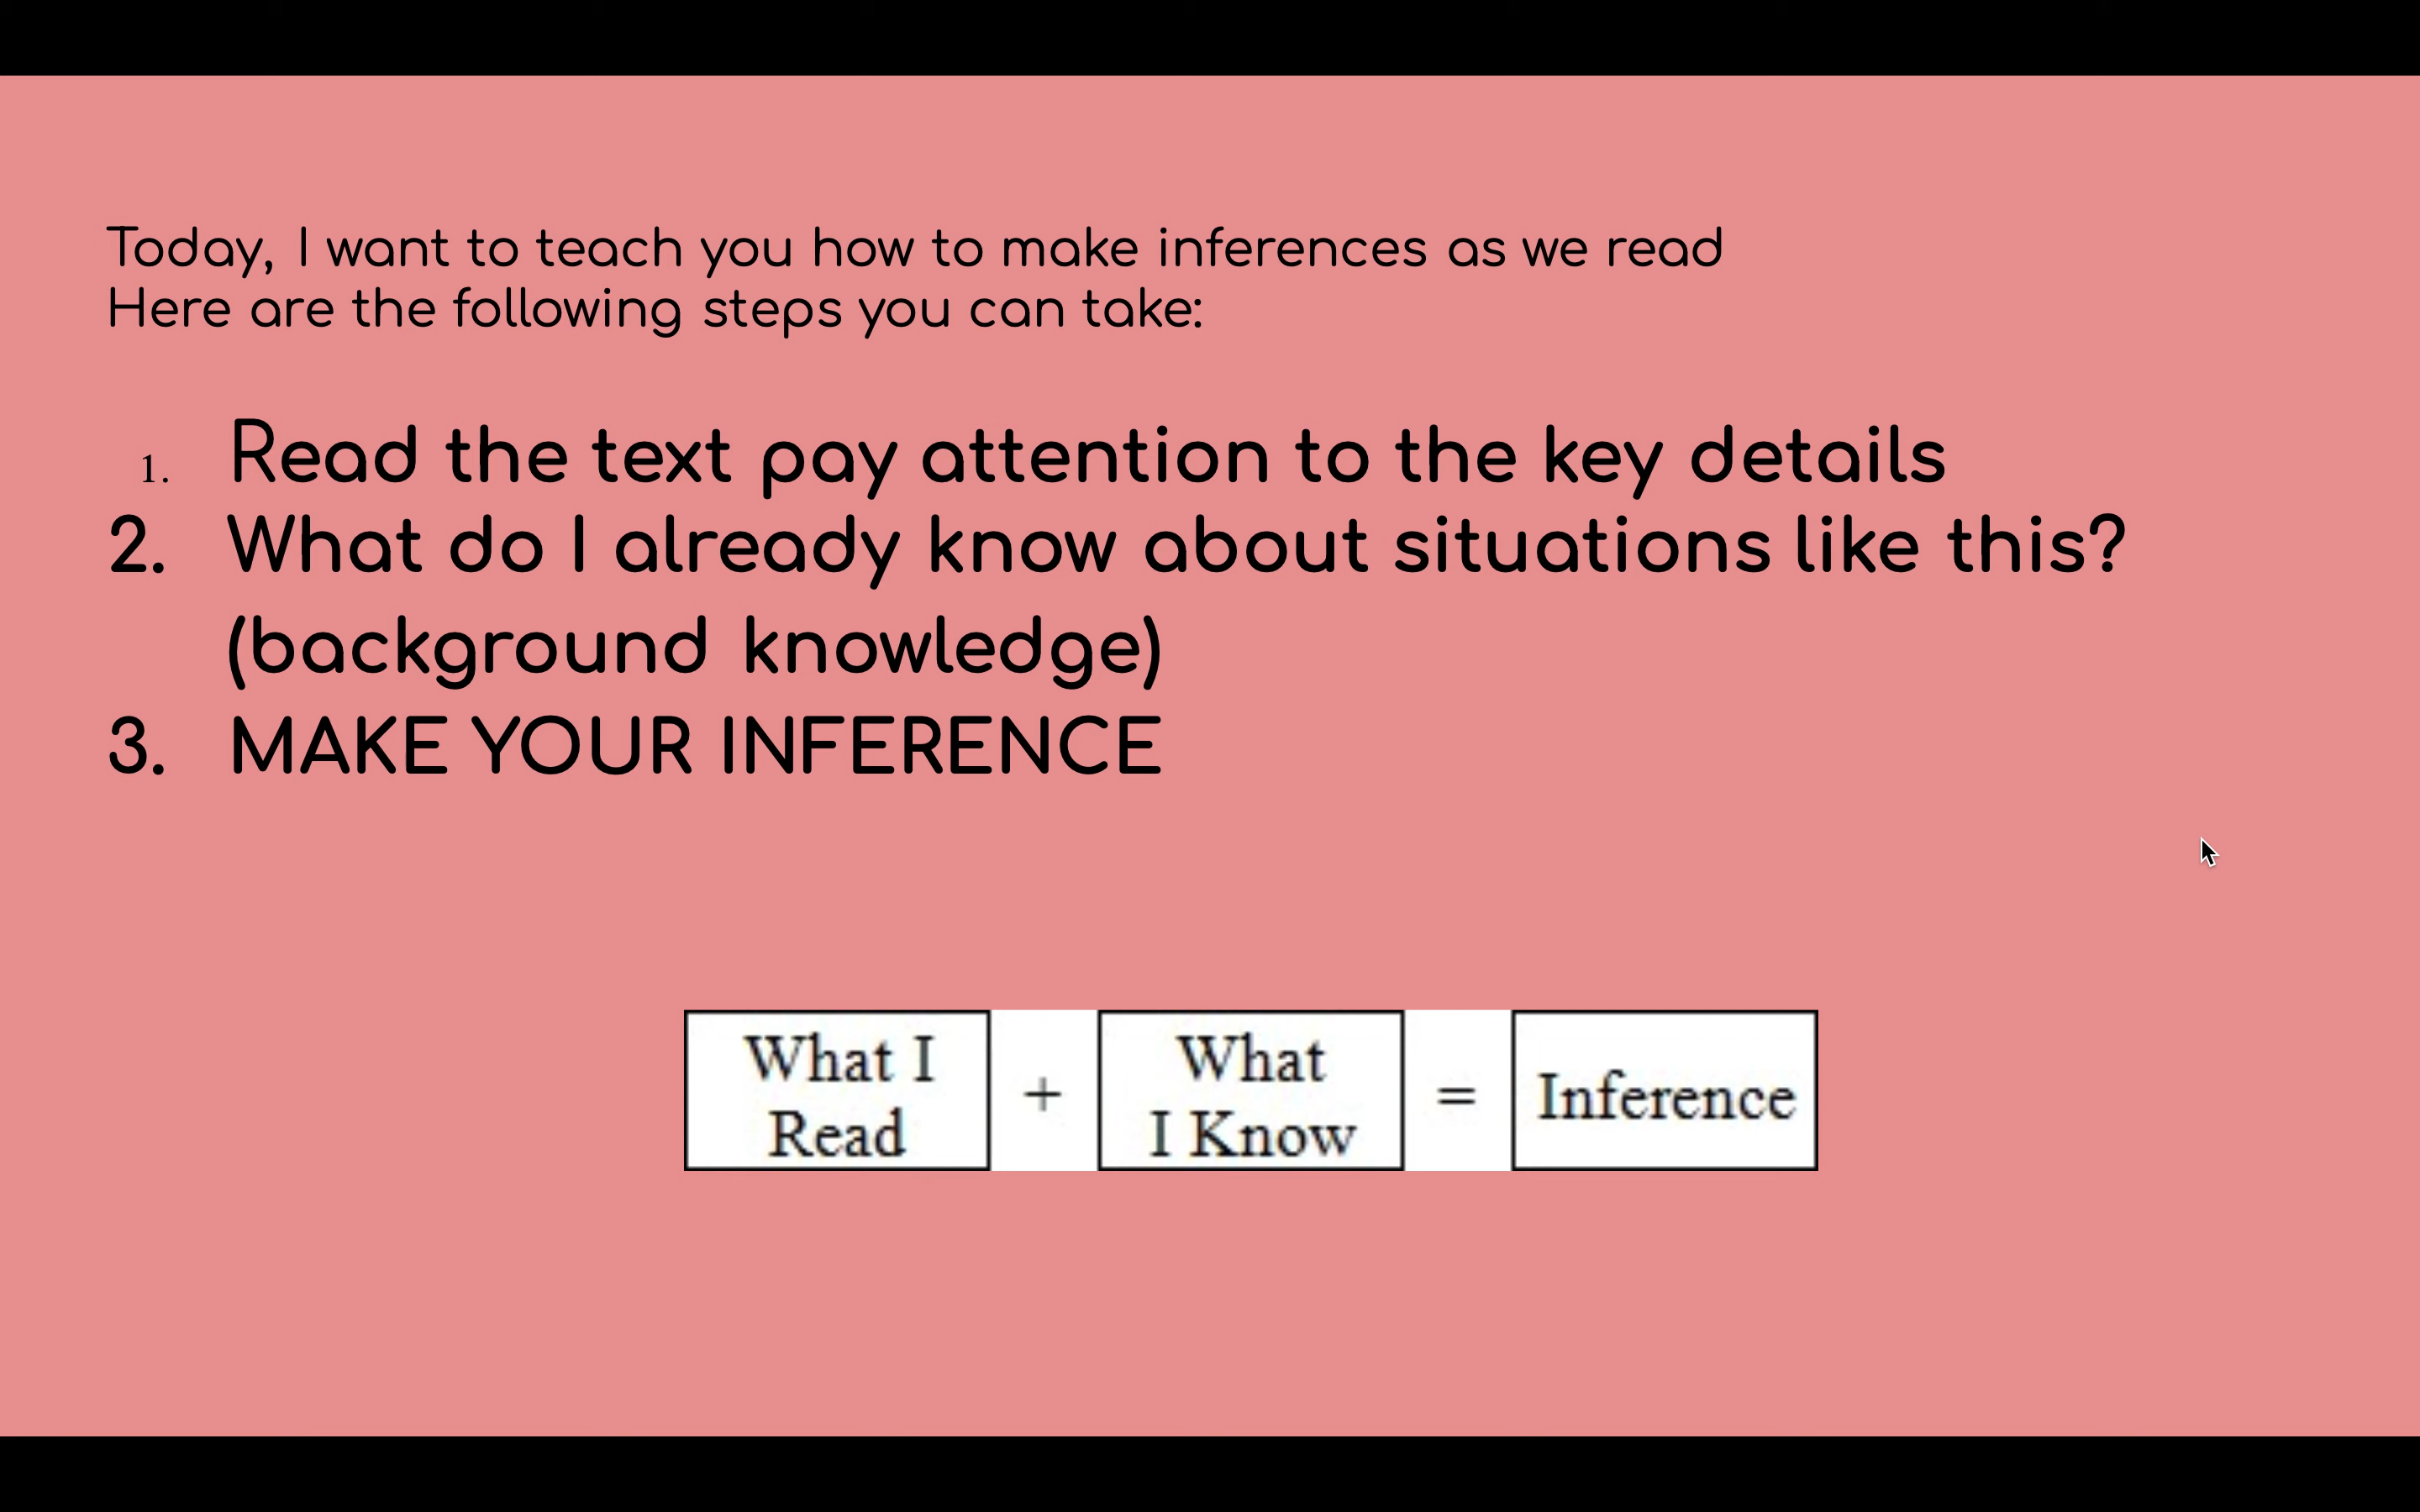 Today, I want to teach you how to make inferences as we read
Here are the following steps you can take:
1. Read the text pay attention to the key details
2. What do I already know about situations like this?
(background knowledge)
3. MAKE YOUR INFERENCE
What I
Read
+
What
I Know
=
Inference